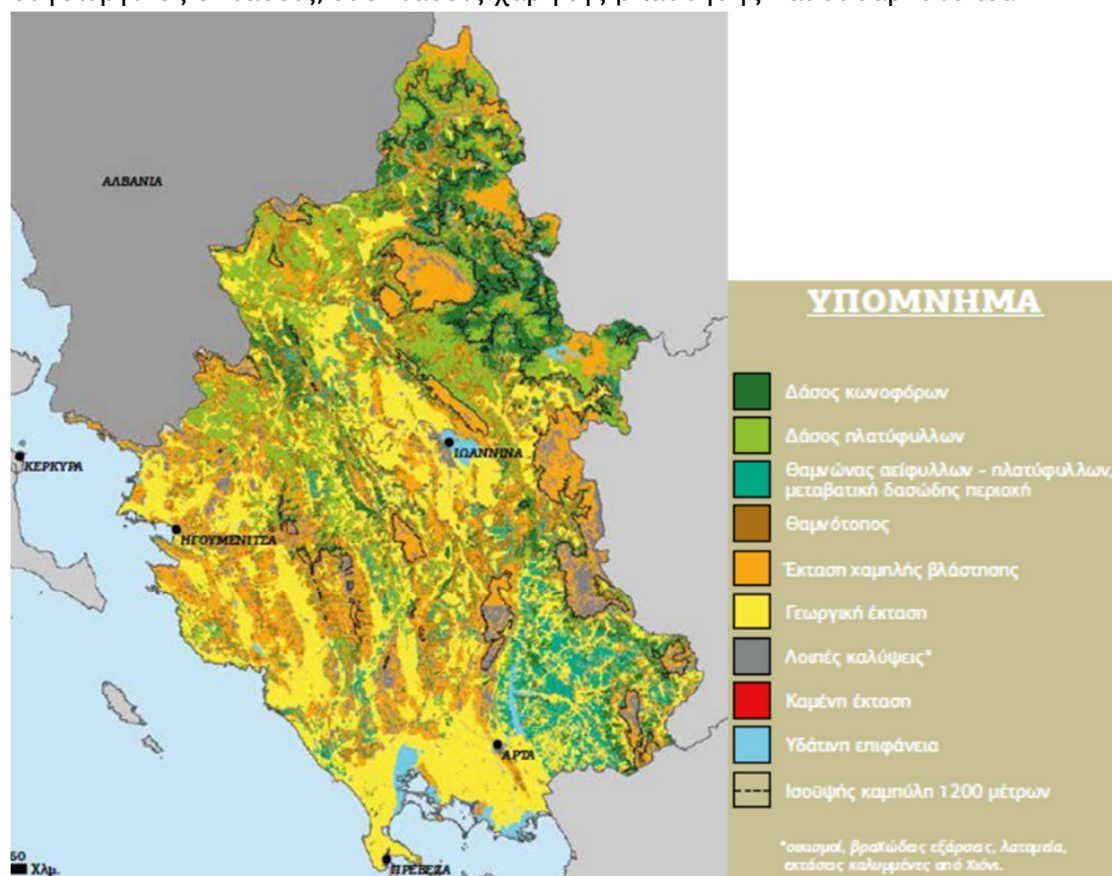 ΑΛΒΑΝΙΑ
ΚΕΡΚΥΡΑ
ΙΩΑΝΝΙΝΑ
ΗΓΟΥΜΕΝΙΤΣΑ
ΑΡΤΑ
ΠΡΕΒΕΖΑ
60
Χλμ.
ΥΠΟΜΝΗΜΑ
Δάσος κωνοφόρων
Δάσος πλατύφυλλων
Θαμνώνας αείφυλλων - πλατύφυλλων,
μεταβατική δασώδης περιοχή
Θαμνότοπος
Έκταση χαμηλής βλάστησης
Γεωργική έκταση
Λοιπές καλύψεις*
Καμένη έκταση
Υδάτινη επιφάνεια
Ισοϋψής καμπύλη 1200 μέτρων
*οικισμοί, βραχώδεις εξάρσεις, λατομεία,
εκτάσεις καλυμμένες από χιόνι.